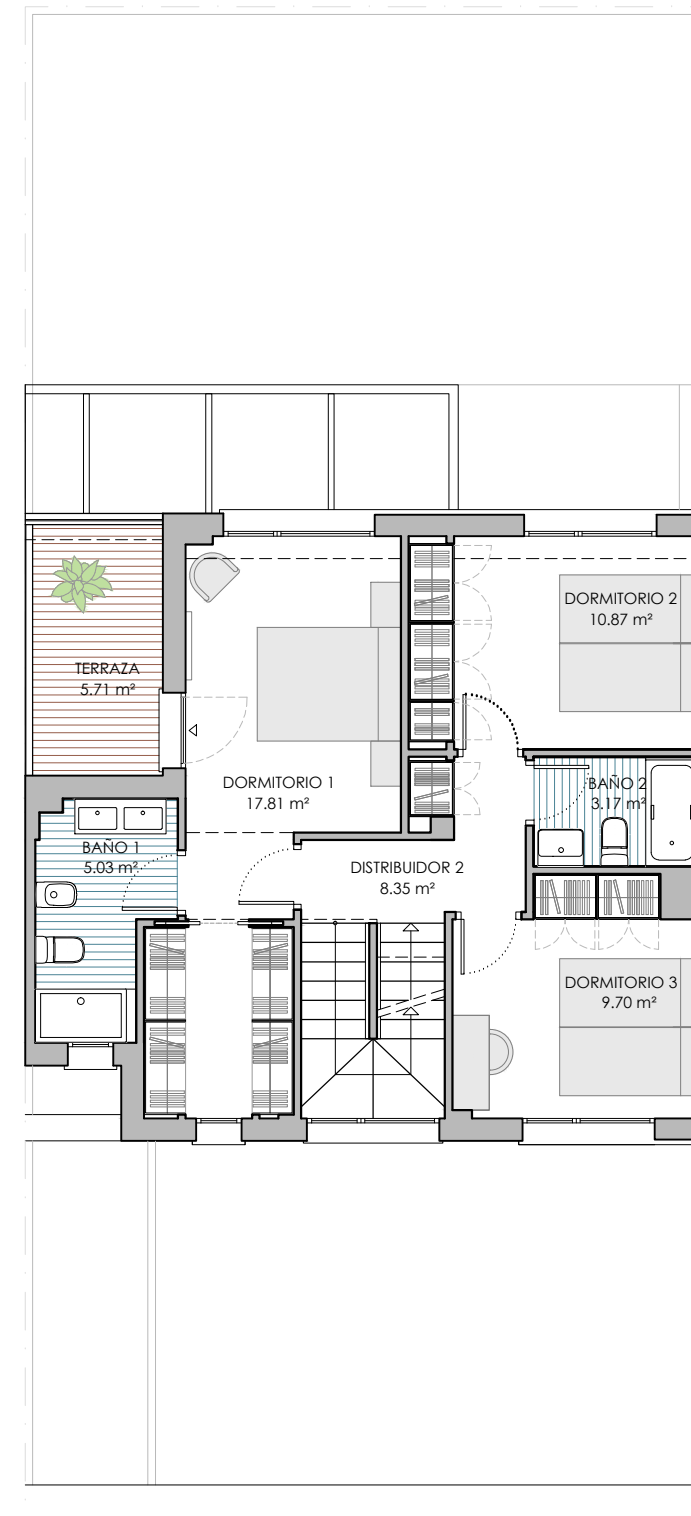 DORMITORIO 2
10.87 m²
TERRAZA
5.71 m²
DORMITORIO 1
17.81 m²
BAÑO 2
3.17 m²
BAÑO 1
5.03 m²
DISTRIBUIDOR 2
8.35 m²
DORMITORIO 3
9.70 m²